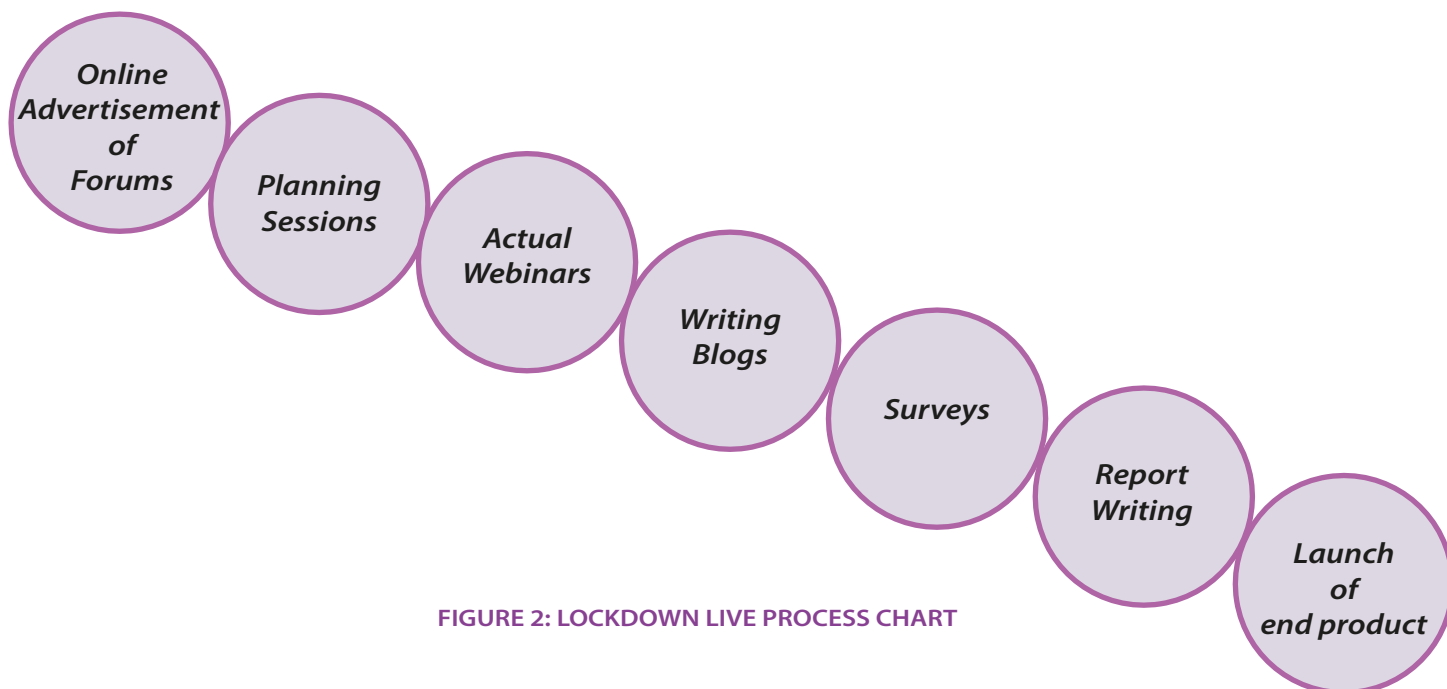 Online
Advertisement
of
Forums
Planning
Sessions
Actual
Webinars
Writing
Blogs
Surveys
Report
Writing
Launch
of
end product
FIGURE 2: LOCKDOWN LIVE PROCESS CHART